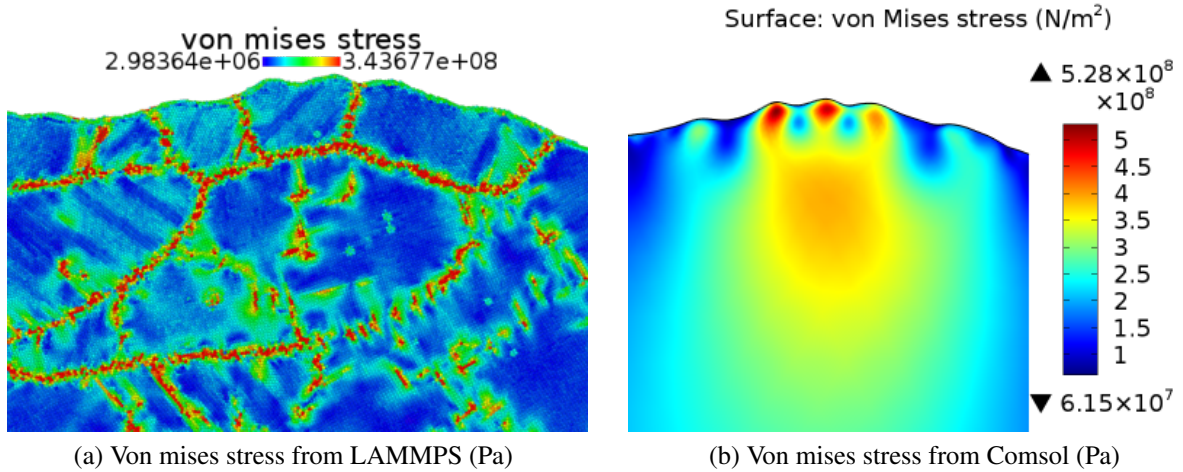 von mises stress
2.98364e+06 3.43677e+08
Surface: von Mises stress (N/m²)
▲ 5.28×10⁸
×10⁸
5
4.5
4
3.5
3
2.5
2
1.5
1
▼ 6.15×10⁷
(a) Von mises stress from LAMMPS (Pa)
(b) Von mises stress from Comsol (Pa)